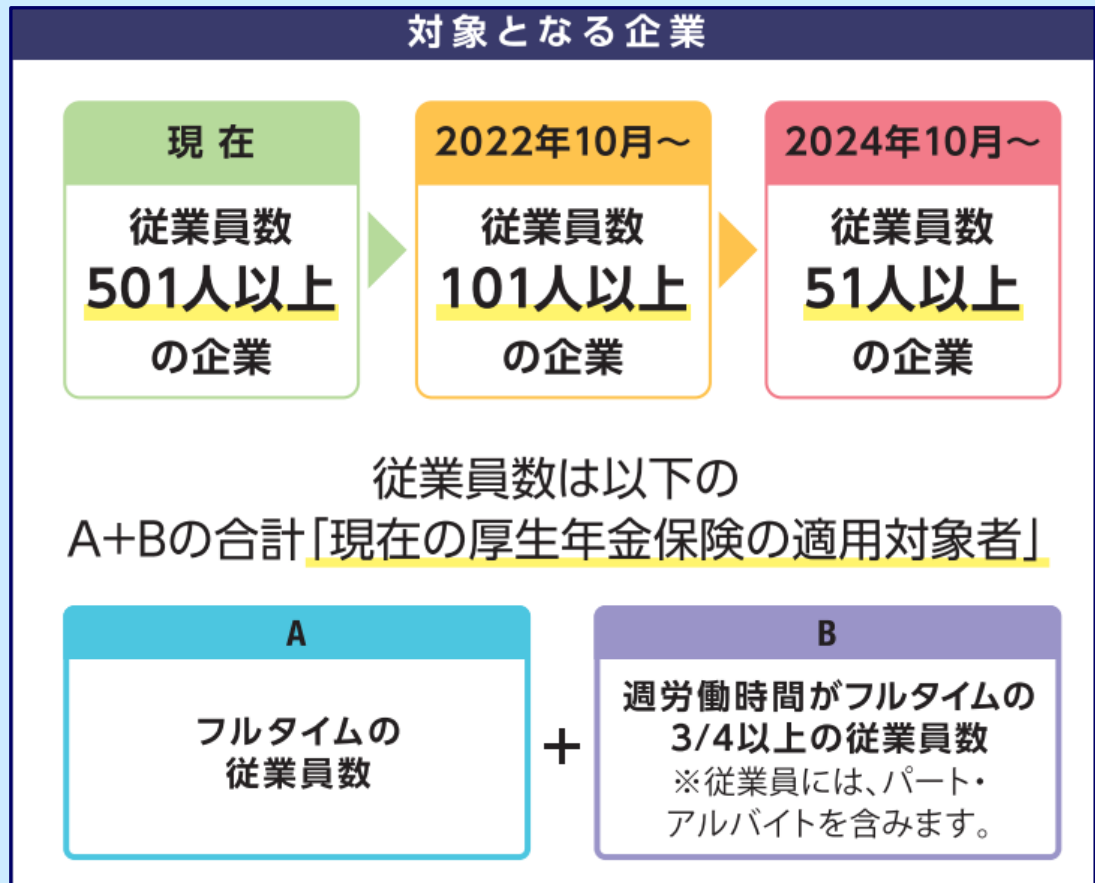 対象となる企業
現在
従業員数
501人以上
の企業
2022年10月～
従業員数
101人以上
の企業
2024年10月～
従業員数
51人以上
の企業
従業員数は以下の
A+Bの合計「現在の厚生年金保険の適用対象者」
A
フルタイムの
従業員数
+
B
週労働時間がフルタイムの
3/4以上の従業員数
※従業員には、パート・
アルバイトを含みます。